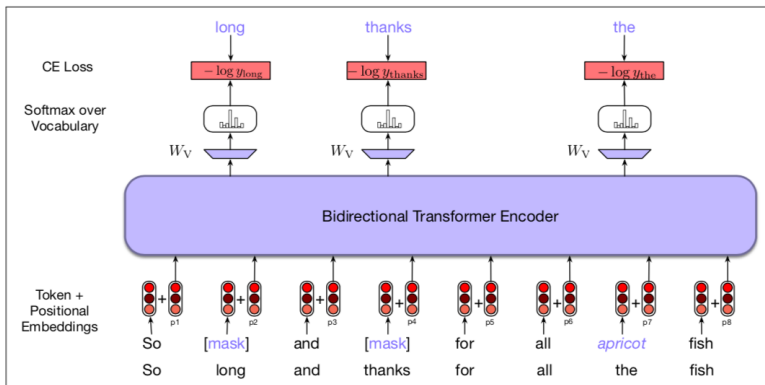 long thanks the
CE Loss − log y_long − log y_thanks − log y_the
Softmax over
Vocabulary
W_V W_V W_V
Bidirectional Transformer Encoder
Token +
Positional
Embeddings
+ + + + + + + +
p1 p2 p3 p4 p5 p6 p7 p8
So [mask] and [mask] for all apricot fish
So long and thanks for all the fish